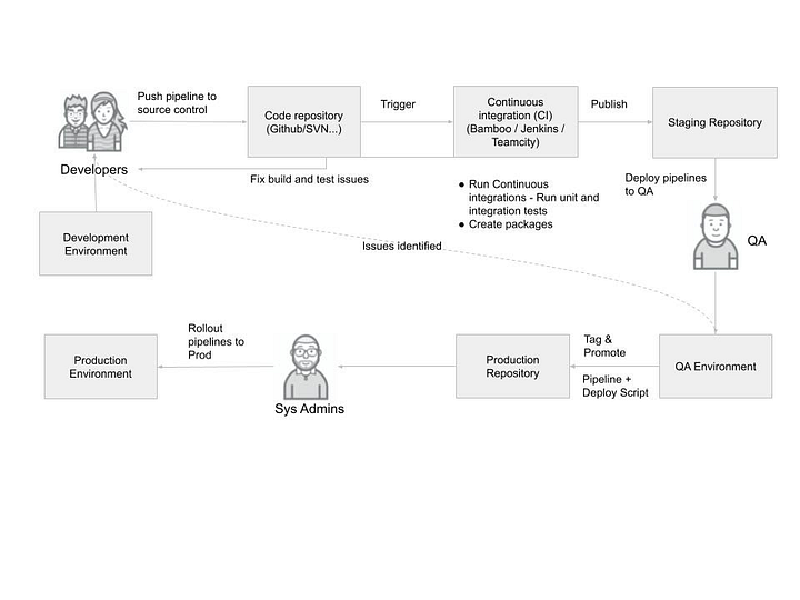 Push pipeline to
source control
Code repository
(Github/SVN...)
Trigger
Continuous
integration (CI)
(Bamboo / Jenkins /
Teamcity)
Publish
Staging Repository
Developers
Fix build and test issues
● Run Continuous
integrations - Run unit and
integration tests
● Create packages
Deploy pipelines
to QA
QA
Development
Environment
Issues identified
Production
Environment
Rollout
pipelines to
Prod
Sys Admins
Production
Repository
Tag &
Promote
Pipeline +
Deploy Script
QA Environment